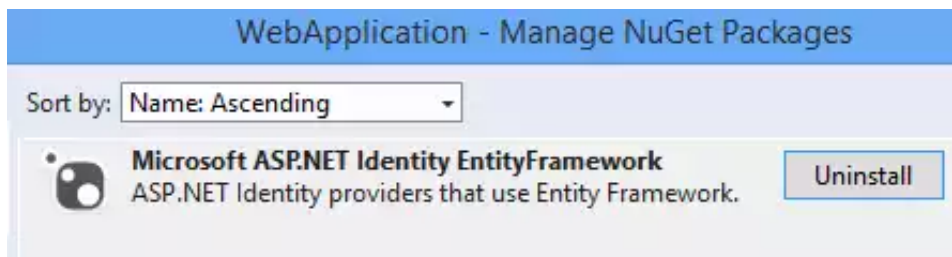 WebApplication - Manage NuGet Packages
Sort by: Name: Ascending
Microsoft ASP.NET Identity EntityFramework
Uninstall
ASP.NET Identity providers that use Entity Framework.